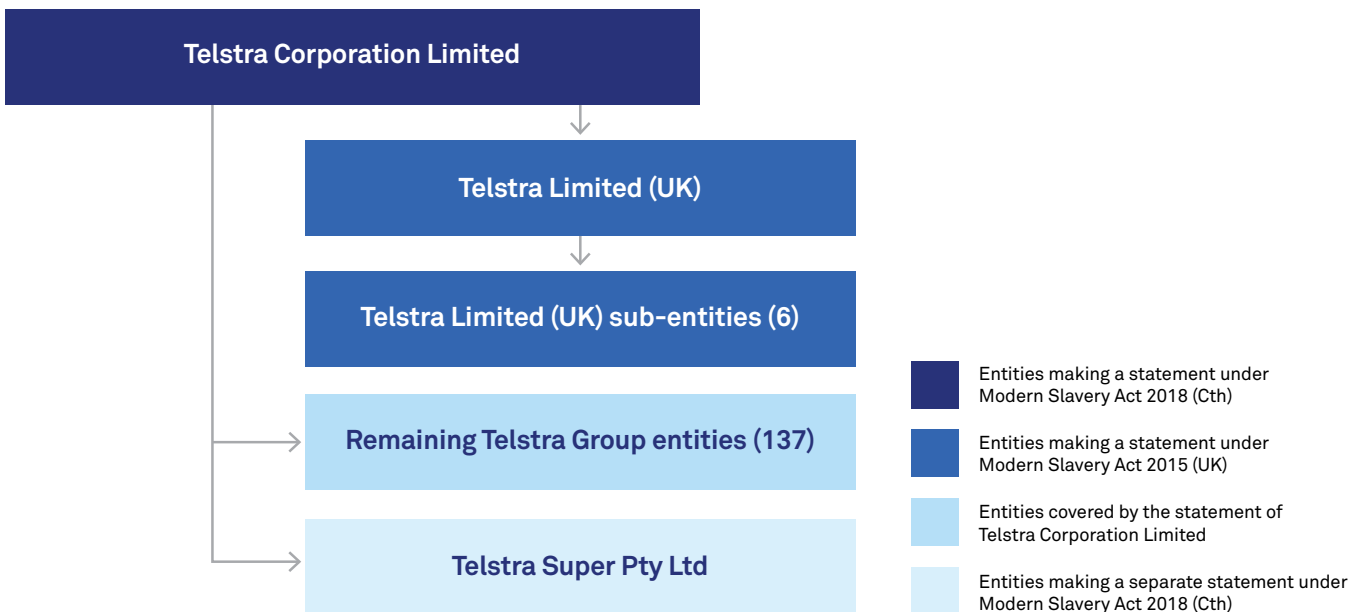 Telstra Corporation Limited
Telstra Limited (UK)
Telstra Limited (UK) sub-entities (6)
Remaining Telstra Group entities (137)
Telstra Super Pty Ltd
Entities making a statement under
Modern Slavery Act 2018 (Cth)
Entities making a statement under
Modern Slavery Act 2015 (UK)
Entities covered by the statement of
Telstra Corporation Limited
Entities making a separate statement under
Modern Slavery Act 2018 (Cth)